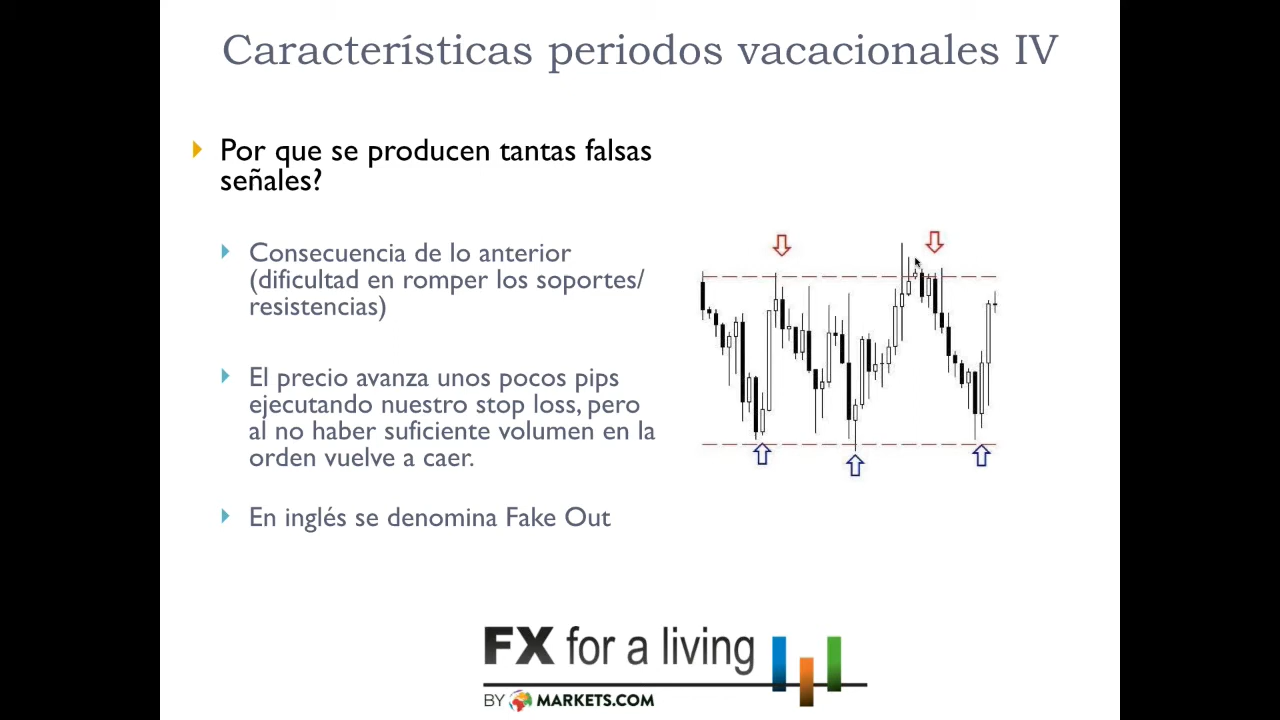 Características periodos vacacionales IV
Por que se producen tantas falsas
señales?
Consecuencia de lo anterior
(dificultad en romper los soportes/
resistencias)
El precio avanza unos pocos pips
ejecutando nuestro stop loss, pero
al no haber suficiente volumen en la
orden vuelve a caer.
En inglés se denomina Fake Out
FX for a living
BY MARKETS.COM